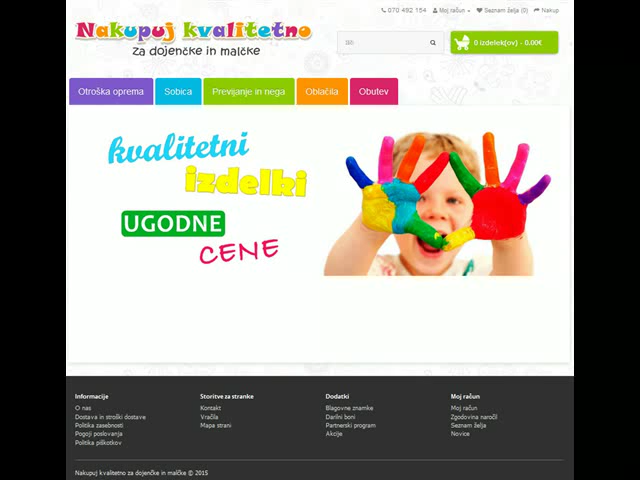 070 492 154 Moj račun Seznam želja (0) Nakup
Nakupuj kvalitetno
za dojenčke in malčke
Išči
0 izdelek(ov) - 0.00€
Otroška oprema Sobica Previjanje in nega Oblačila Obutev
kvalitetni
izdelki
UGODNE
CENE
Informacije Storitve za stranke Dodatki Moj račun
O nas Kontakt Blagovne znamke Moj račun
Dostava in stroški dostave Vračila Darilni boni Zgodovina naročil
Politika zasebnosti Mapa strani Partnerski program Seznam želja
Pogoji poslovanja Akcije Novice
Politika piškotkov
Nakupuj kvalitetno za dojenčke in malčke © 2015